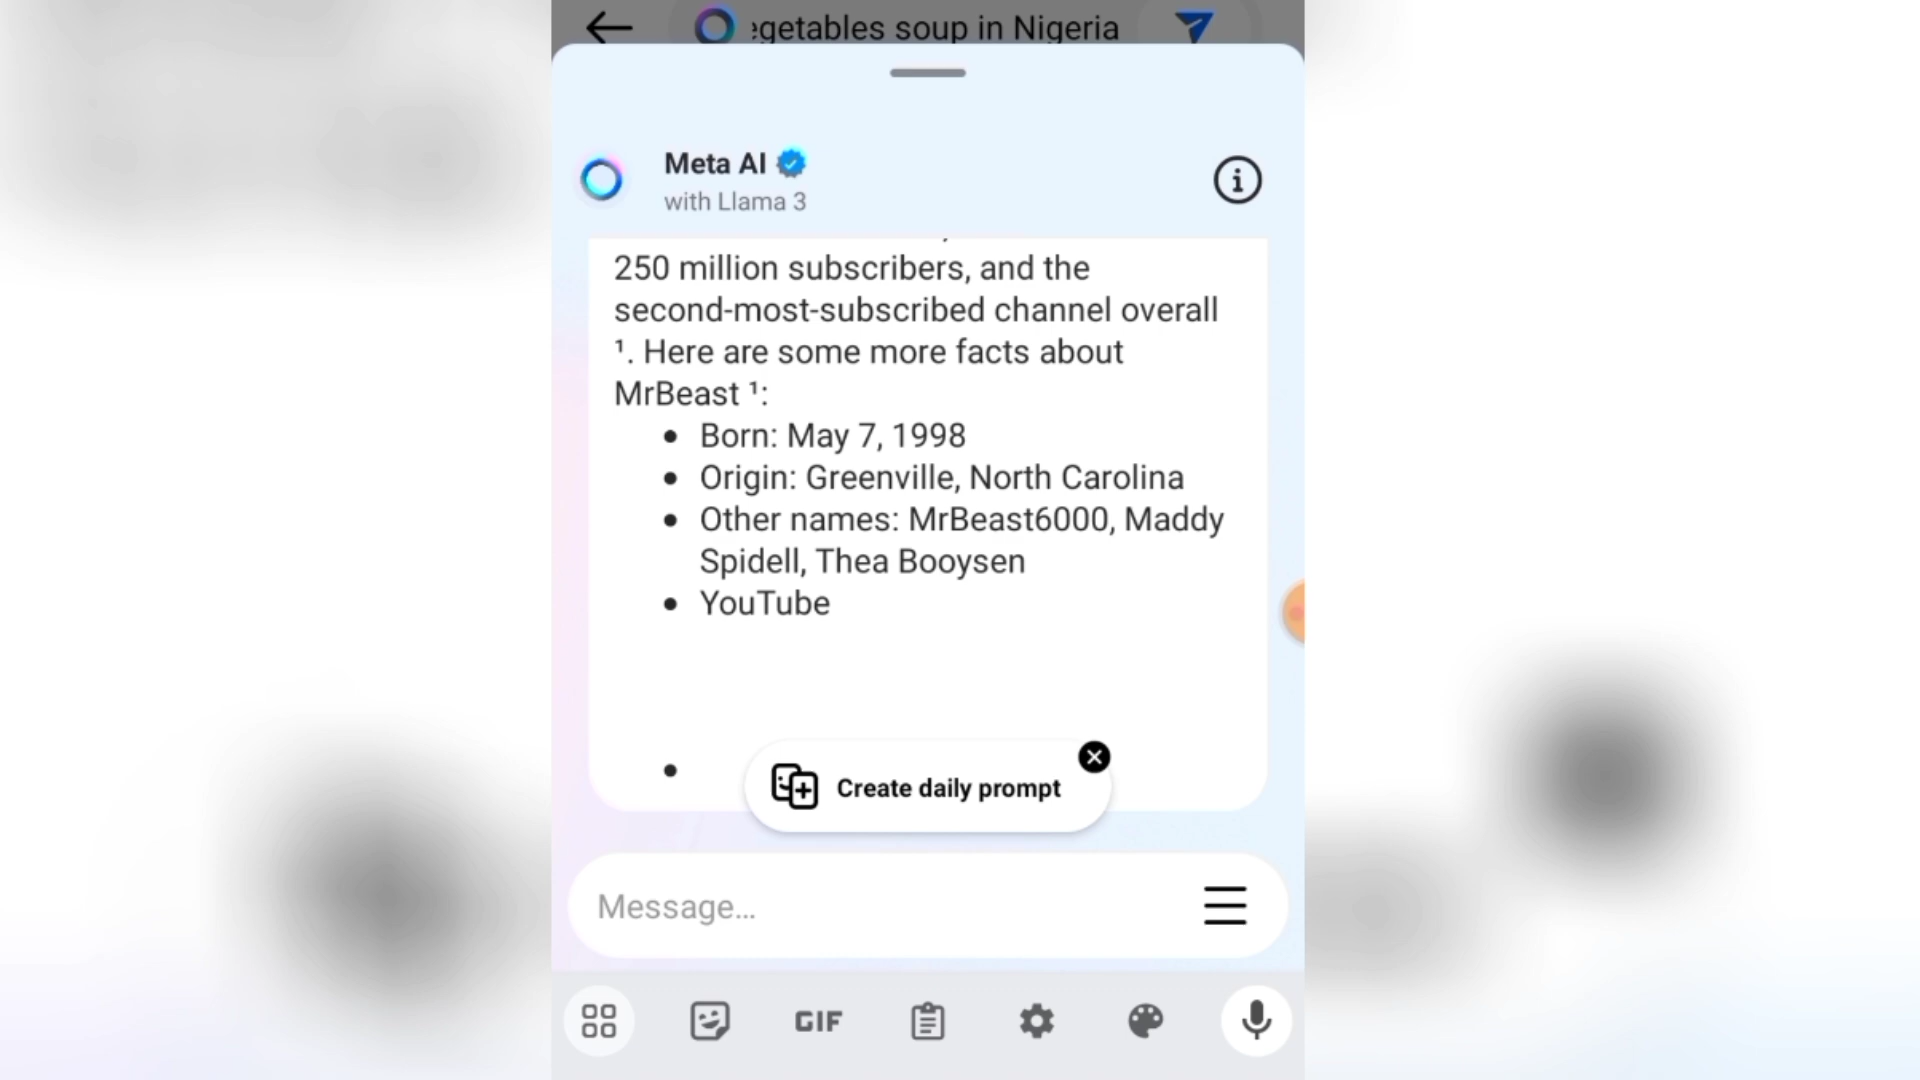 egetables soup in Nigeria
Meta AI
with Llama 3
250 million subscribers, and the
second-most-subscribed channel overall
¹. Here are some more facts about
MrBeast ¹:
• Born: May 7, 1998
• Origin: Greenville, North Carolina
• Other names: MrBeast6000, Maddy
Spidell, Thea Booysen
• YouTube
•
Create daily prompt
Message…
GIF